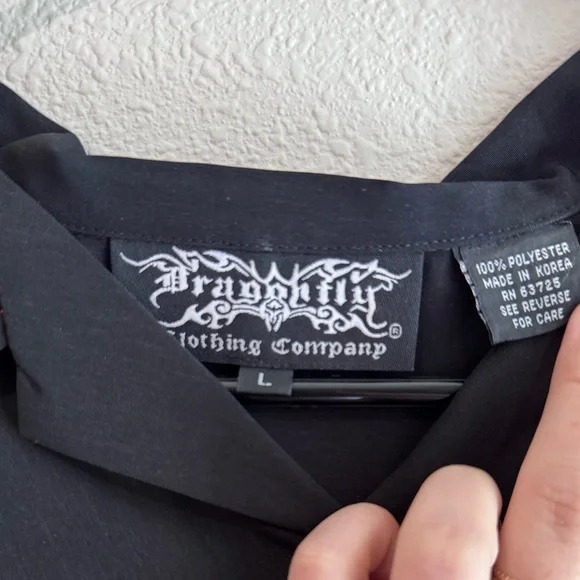 Dragonfly
Clothing Company
®
L
100% POLYESTER
MADE IN KOREA
RN 63725
SEE REVERSE
FOR CARE